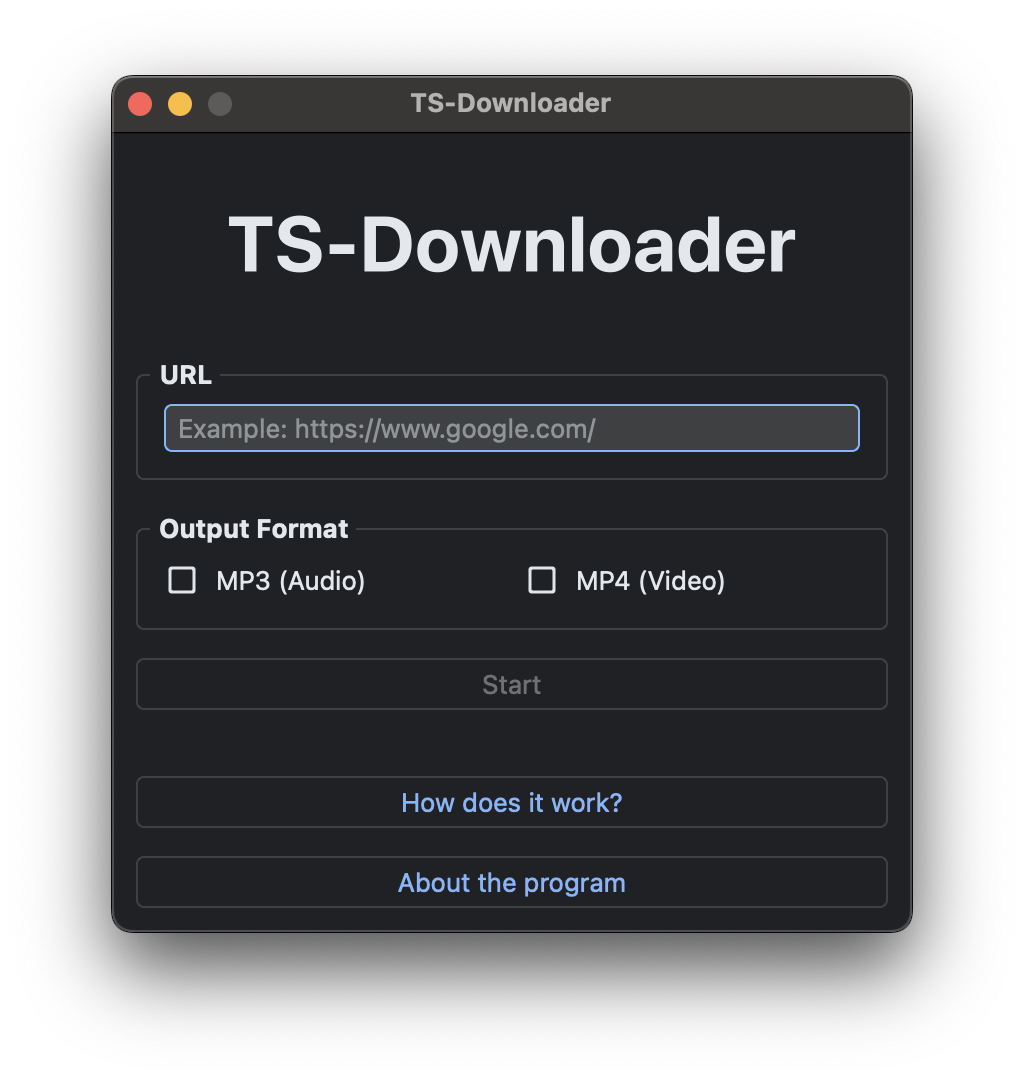 TS-Downloader
TS-Downloader
URL
Example: https://www.google.com/
Output Format
MP3 (Audio) MP4 (Video)
Start
How does it work?
About the program